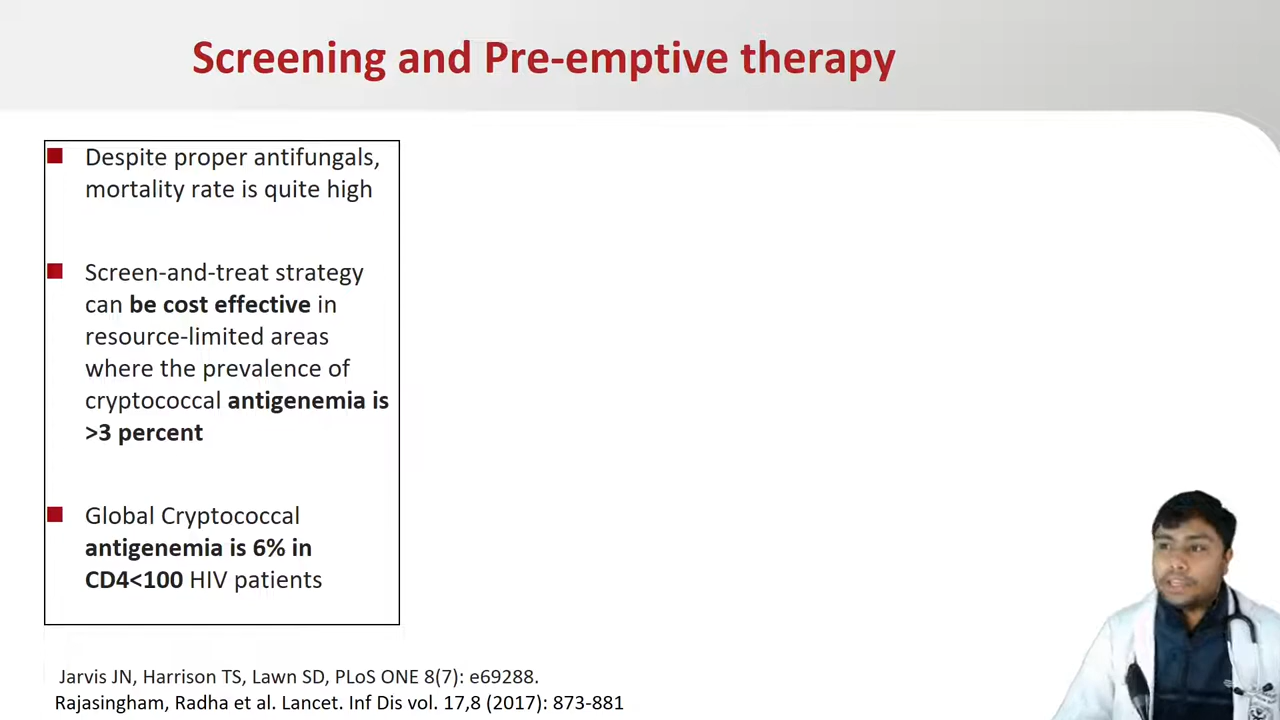 Screening and Pre-emptive therapy
Despite proper antifungals,
mortality rate is quite high
Screen-and-treat strategy
can be cost effective in
resource-limited areas
where the prevalence of
cryptococcal antigenemia is
>3 percent
Global Cryptococcal
antigenemia is 6% in
CD4<100 HIV patients
Jarvis JN, Harrison TS, Lawn SD, PLoS ONE 8(7): e69288.
Rajasingham, Radha et al. Lancet. Inf Dis vol. 17,8 (2017): 873-881